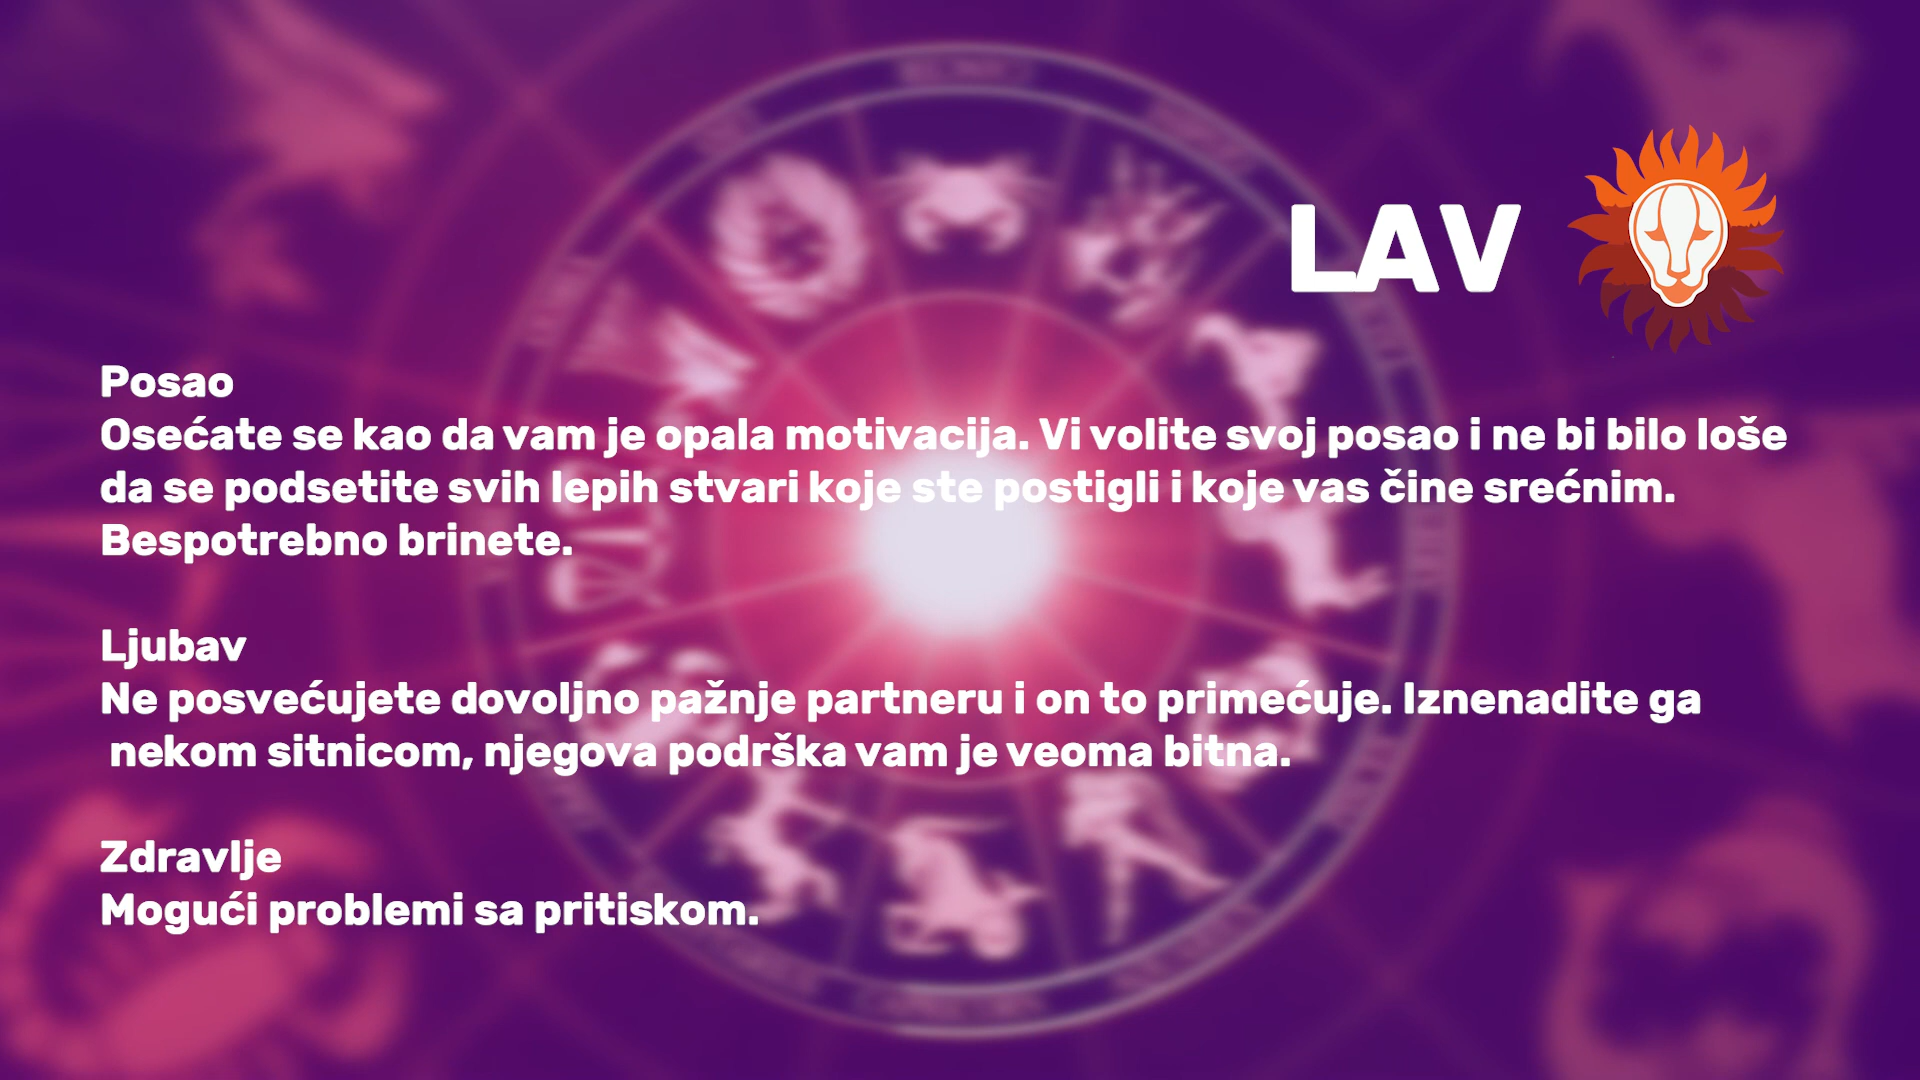 LAV
Posao
Osećate se kao da vam je opala motivacija. Vi volite svoj posao i ne bi bilo loše
da se podsetite svih lepih stvari koje ste postigli i koje vas čine srećnim.
Bespotrebno brinete.
Ljubav
Ne posvećujete dovoljno pažnje partneru i on to primećuje. Iznenadite ga
nekom sitnicom, njegova podrška vam je veoma bitna.
Zdravlje
Mogući problemi sa pritiskom.